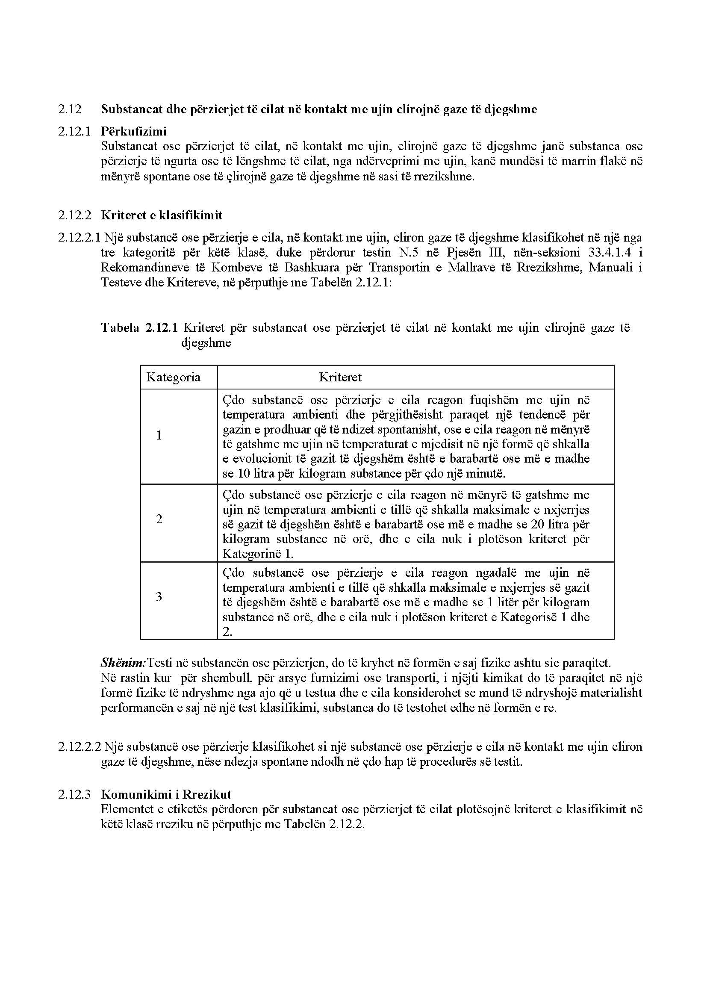 2.12 Substancat dhe përzierjet të cilat në kontakt me ujin clirojnë gaze të djegshme
2.12.1 Përkufizimi
Substancat ose përzierjet të cilat, në kontakt me ujin, clirojnë gaze të djegshme janë substanca ose
përzierje të ngurta ose të lëngshme të cilat, nga ndërveprimi me ujin, kanë mundësi të marrin flakë në
mënyrë spontane ose të çlirojnë gaze të djegshme në sasi të rrezikshme.
2.12.2 Kriteret e klasifikimit
2.12.2.1 Një substancë ose përzierje e cila, në kontakt me ujin, cliron gaze të djegshme klasifikohet në një nga
tre kategoritë për këtë klasë, duke përdorur testin N.5 në Pjesën III, nën-seksioni 33.4.1.4 i
Rekomandimeve të Kombeve të Bashkuara për Transportin e Mallrave të Rrezikshme, Manuali i
Testeve dhe Kritereve, në përputhje me Tabelën 2.12.1:
Tabela 2.12.1 Kriteret për substancat ose përzierjet të cilat në kontakt me ujin clirojnë gaze të
djegshme
Kategoria Kriteret
1
Çdo substancë ose përzierje e cila reagon fuqishëm me ujin në
temperatura ambienti dhe përgjithësisht paraqet një tendencë për
gazin e prodhuar që të ndizet spontanisht, ose e cila reagon në mënyrë
të gatshme me ujin në temperaturat e mjedisit në një formë që shkalla
e evolucionit të gazit të djegshëm është e barabartë ose më e madhe
se 10 litra për kilogram substance për çdo një minutë.
2
Çdo substancë ose përzierje e cila reagon në mënyrë të gatshme me
ujin në temperatura ambienti e tillë që shkalla maksimale e nxjerrjes
së gazit të djegshëm është e barabartë ose më e madhe se 20 litra për
kilogram substance në orë, dhe e cila nuk i plotëson kriteret për
Kategorinë 1.
3
Çdo substancë ose përzierje e cila reagon ngadalë me ujin në
temperatura ambienti e tillë që shkalla maksimale e nxjerrjes së gazit
të djegshëm është e barabartë ose më e madhe se 1 litër për kilogram
substance në orë, dhe e cila nuk i plotëson kriteret e Kategorisë 1 dhe
2.
Shënim:Testi në substancën ose përzierjen, do të kryhet në formën e saj fizike ashtu sic paraqitet.
Në rastin kur për shembull, për arsye furnizimi ose transporti, i njëjti kimikat do të paraqitet në një
formë fizike të ndryshme nga ajo që u testua dhe e cila konsiderohet se mund të ndryshojë materialisht
performancën e saj në një test klasifikimi, substanca do të testohet edhe në formën e re.
2.12.2.2 Një substancë ose përzierje klasifikohet si një substancë ose përzierje e cila në kontakt me ujin cliron
gaze të djegshme, nëse ndezja spontane ndodh në çdo hap të procedurës së testit.
2.12.3 Komunikimi i Rrezikut
Elementet e etiketës përdoren për substancat ose përzierjet të cilat plotësojnë kriteret e klasifikimit në
këtë klasë rreziku në përputhje me Tabelën 2.12.2.